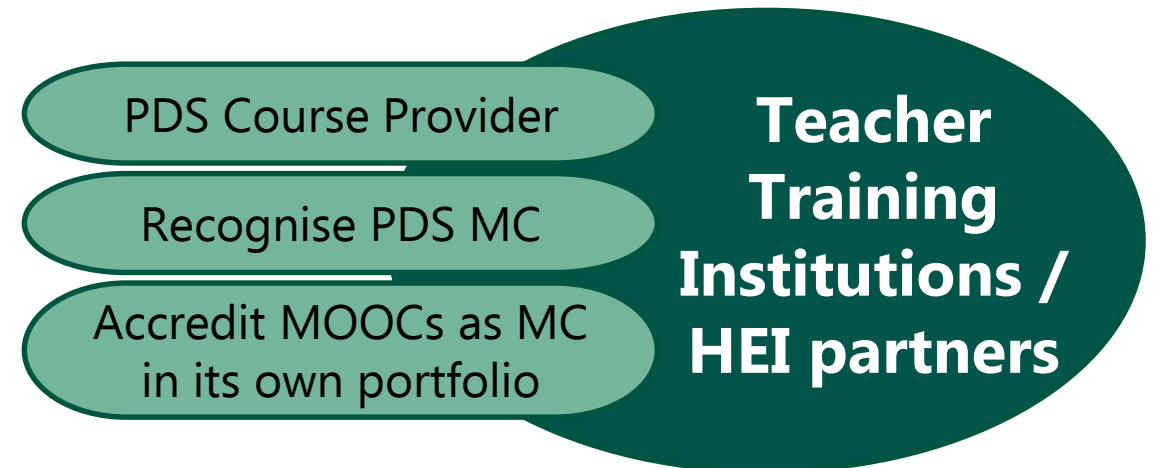 PDS Course Provider
Recognise PDS MC
Accredit MOOCs as MC
in its own portfolio
Teacher
Training
Institutions /
HEI partners